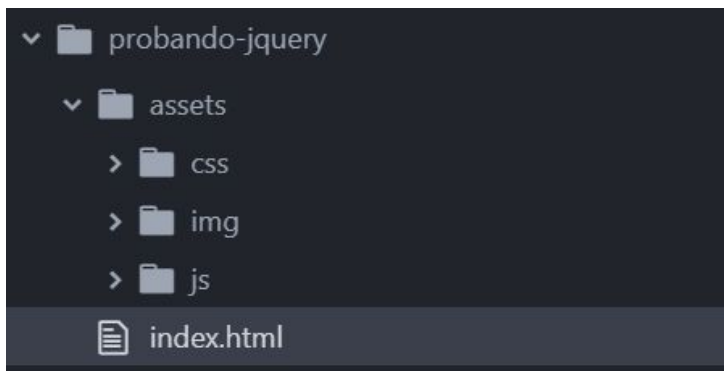 probando-jquery
assets
css
img
js
index.html